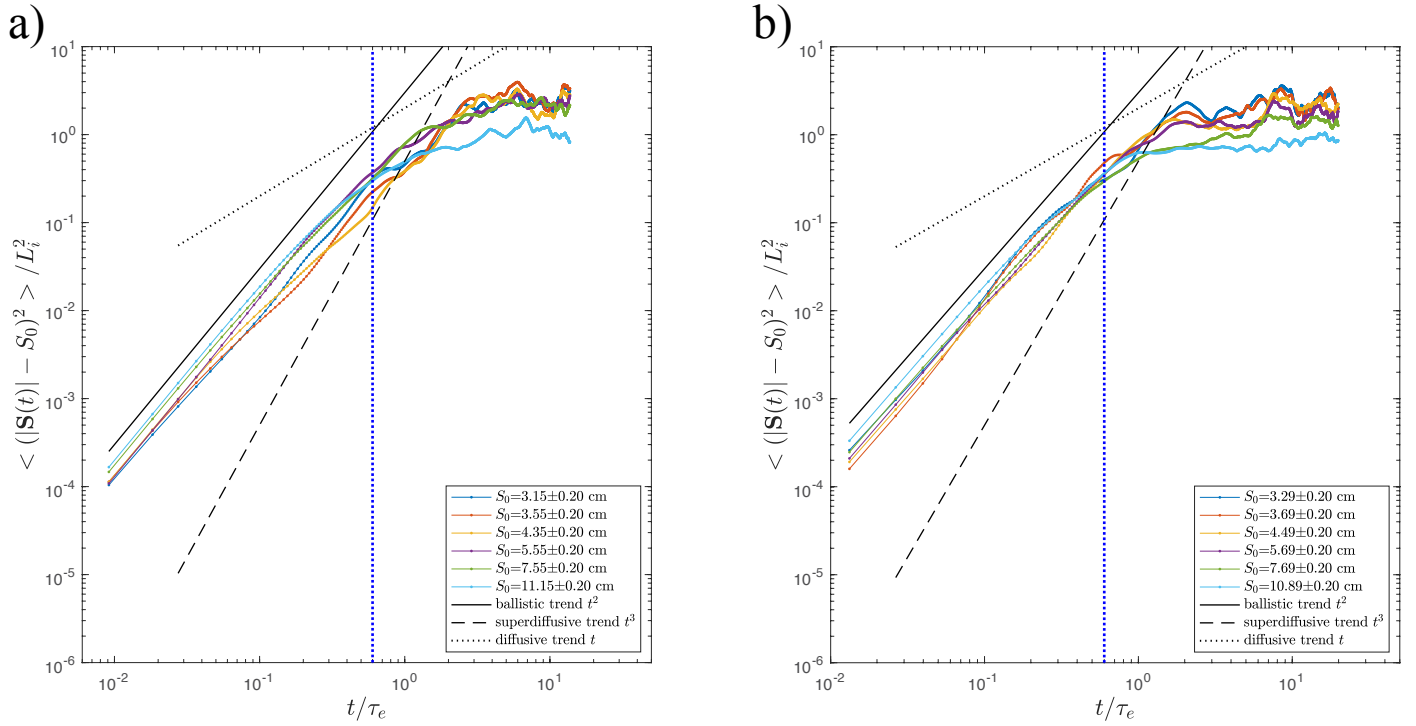 a)
10^1
10^0
10^-1
10^-2
10^-3
10^-4
10^-5
10^-6
< (|S(t)| − S_0)^2 > /L_i^2
S_0=3.15±0.20 cm
S_0=3.55±0.20 cm
S_0=4.35±0.20 cm
S_0=5.55±0.20 cm
S_0=7.55±0.20 cm
S_0=11.15±0.20 cm
ballistic trend t^2
superdiffusive trend t^3
diffusive trend t
10^-2 10^-1 10^0 10^1
t/τ_e
b)
10^1
10^0
10^-1
10^-2
10^-3
10^-4
10^-5
10^-6
< (|S(t)| − S_0)^2 > /L_i^2
S_0=3.29±0.20 cm
S_0=3.69±0.20 cm
S_0=4.49±0.20 cm
S_0=5.69±0.20 cm
S_0=7.69±0.20 cm
S_0=10.89±0.20 cm
ballistic trend t^2
superdiffusive trend t^3
diffusive trend t
10^-2 10^-1 10^0 10^1
t/τ_e